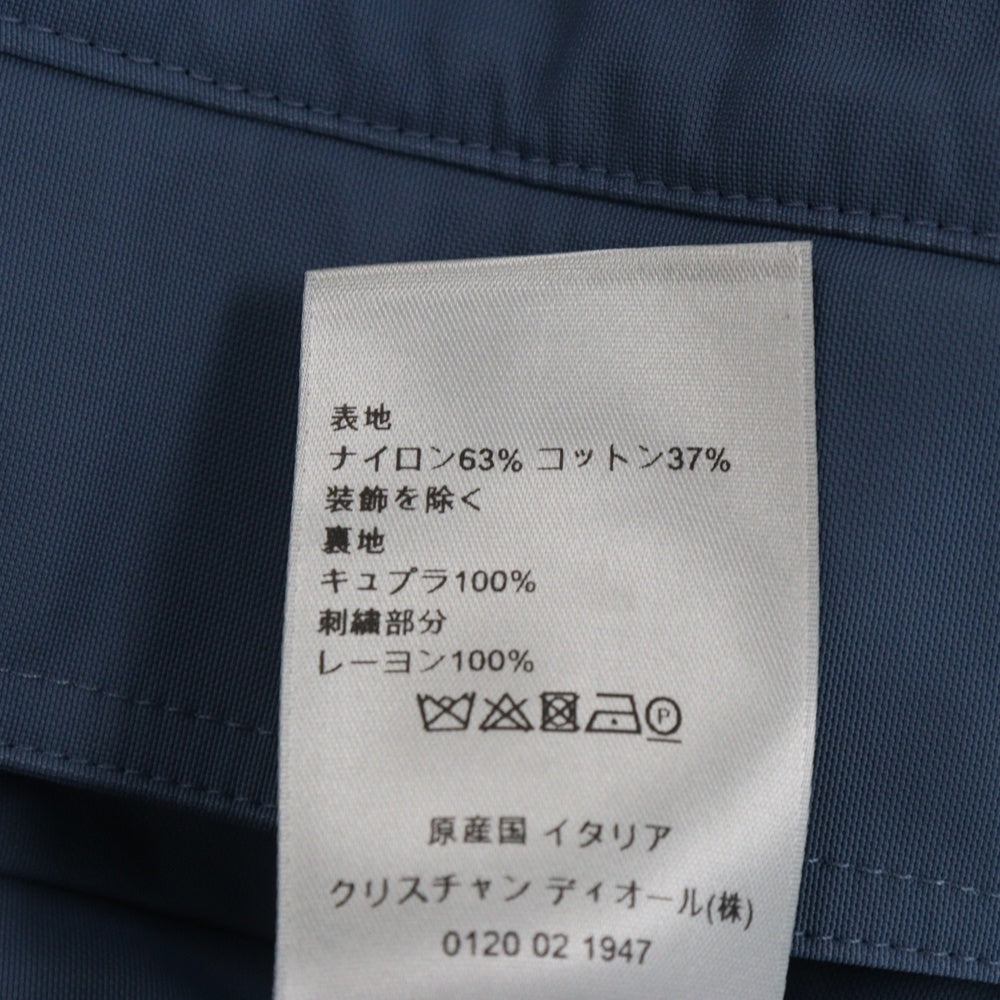 表地
ナイロン63% コットン37%
装飾を除く
裏地
キュプラ100%
刺繍部分
レーヨン100%
P
原産国 イタリア
クリスチャン ディオール(株)
0120 02 1947